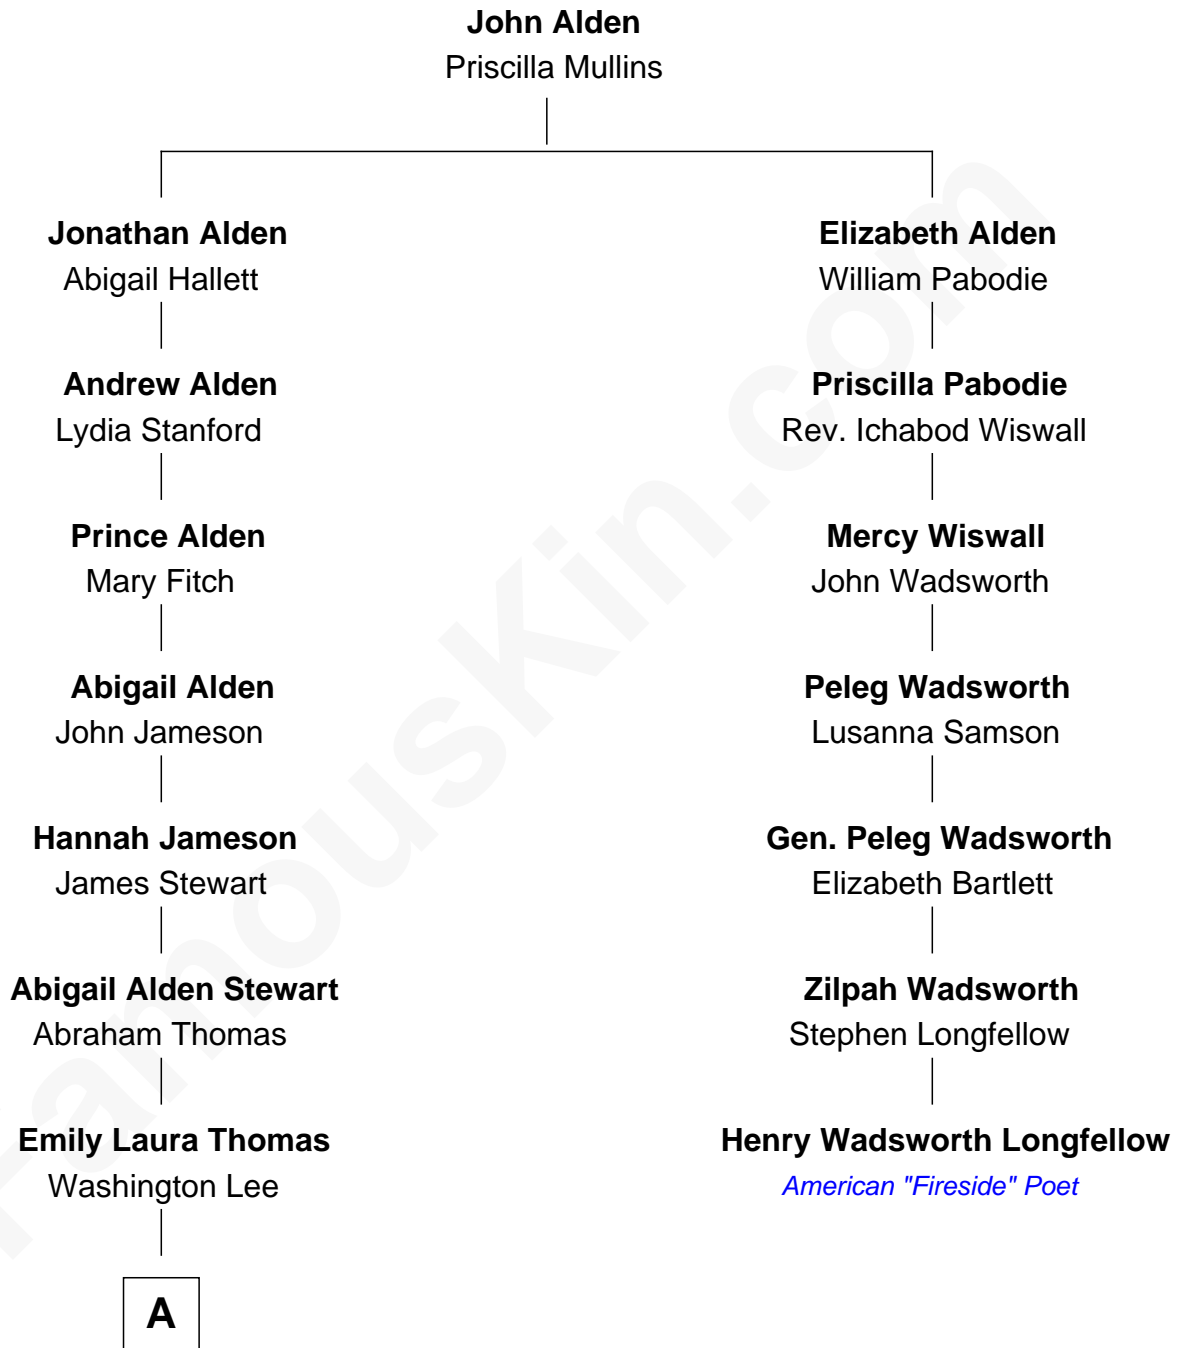 John Alden
Priscilla Mullins
Jonathan Alden
Abigail Hallett
Elizabeth Alden
William Pabodie
Andrew Alden
Lydia Stanford
Priscilla Pabodie
Rev. Ichabod Wiswall
Prince Alden
Mary Fitch
Mercy Wiswall
John Wadsworth
Abigail Alden
John Jameson
Peleg Wadsworth
Lusanna Samson
Hannah Jameson
James Stewart
Gen. Peleg Wadsworth
Elizabeth Bartlett
Abigail Alden Stewart
Abraham Thomas
Zilpah Wadsworth
Stephen Longfellow
Emily Laura Thomas
Washington Lee
Henry Wadsworth Longfellow
American "Fireside" Poet
A
FamousKin.com